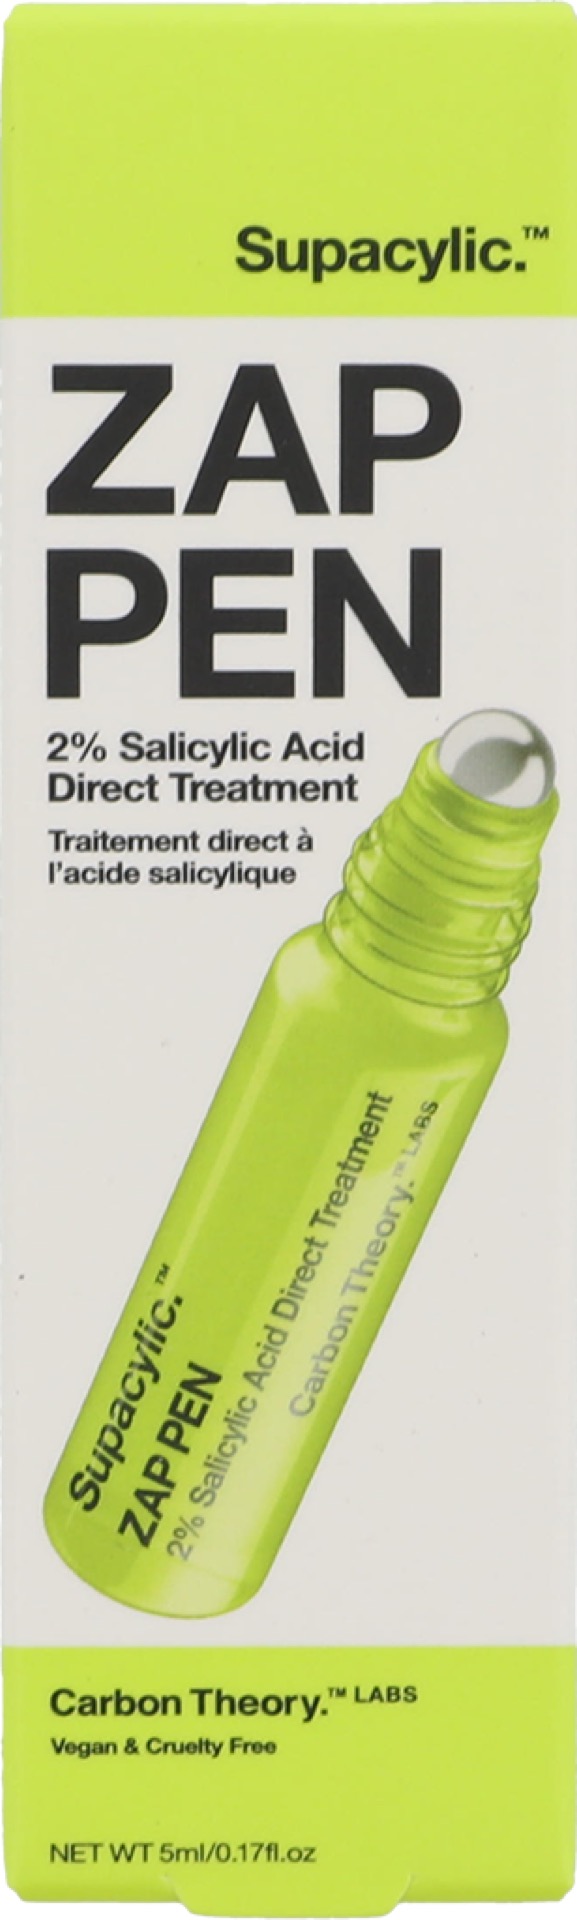 Supacylic.™
ZAP
PEN
2% Salicylic Acid
Direct Treatment
Traitement direct à
l'acide salicylique
Supacylic.™
ZAP PEN
2% Salicylic Acid Direct Treatment
Carbon Theory.™ LABS
Carbon Theory.™ LABS
Vegan & Cruelty Free
NET WT 5ml/0.17fl.oz